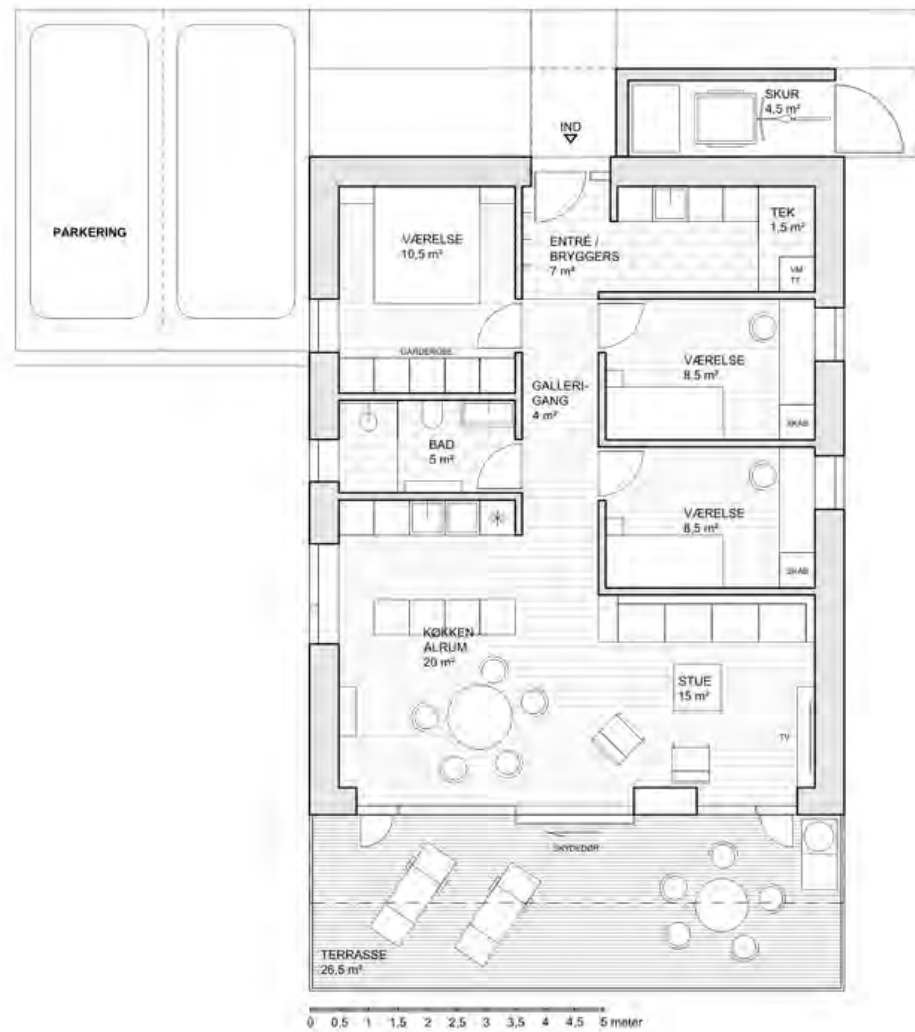 SKUR
4,5 m²
IND
PARKERING
VÆRELSE
10,5 m²
ENTRÉ /
BRYGGERS
7 m²
TEK
1,5 m²
VM
TT
GARDEROBE
VÆRELSE
8,5 m²
SKAB
GALLERI-
GANG
4 m²
BAD
5 m²
VÆRELSE
8,5 m²
SKAB
KØKKEN
ALRUM
20 m²
STUE
15 m²
TV
SKYDEDØR
TERRASSE
26,5 m²
0 0,5 1 1,5 2 2,5 3 3,5 4 4,5 5 meter